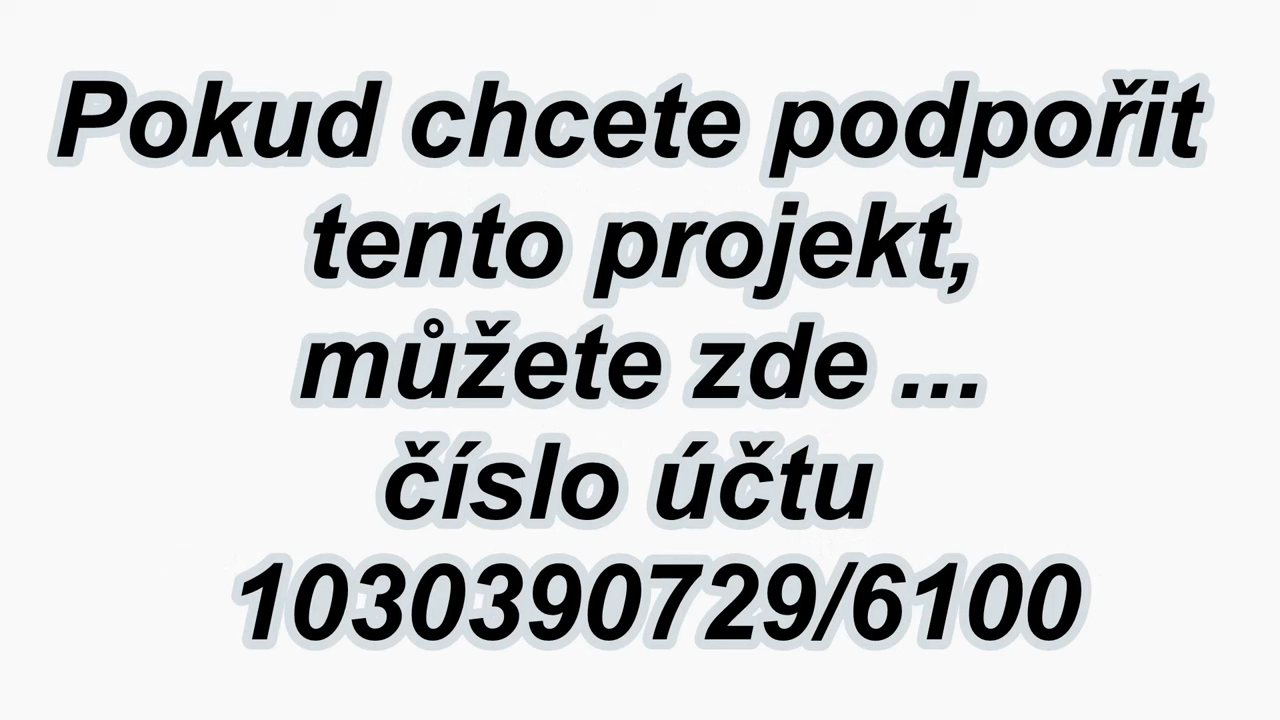 Pokud chcete podpořit
tento projekt,
můžete zde ...
číslo účtu
1030390729/6100